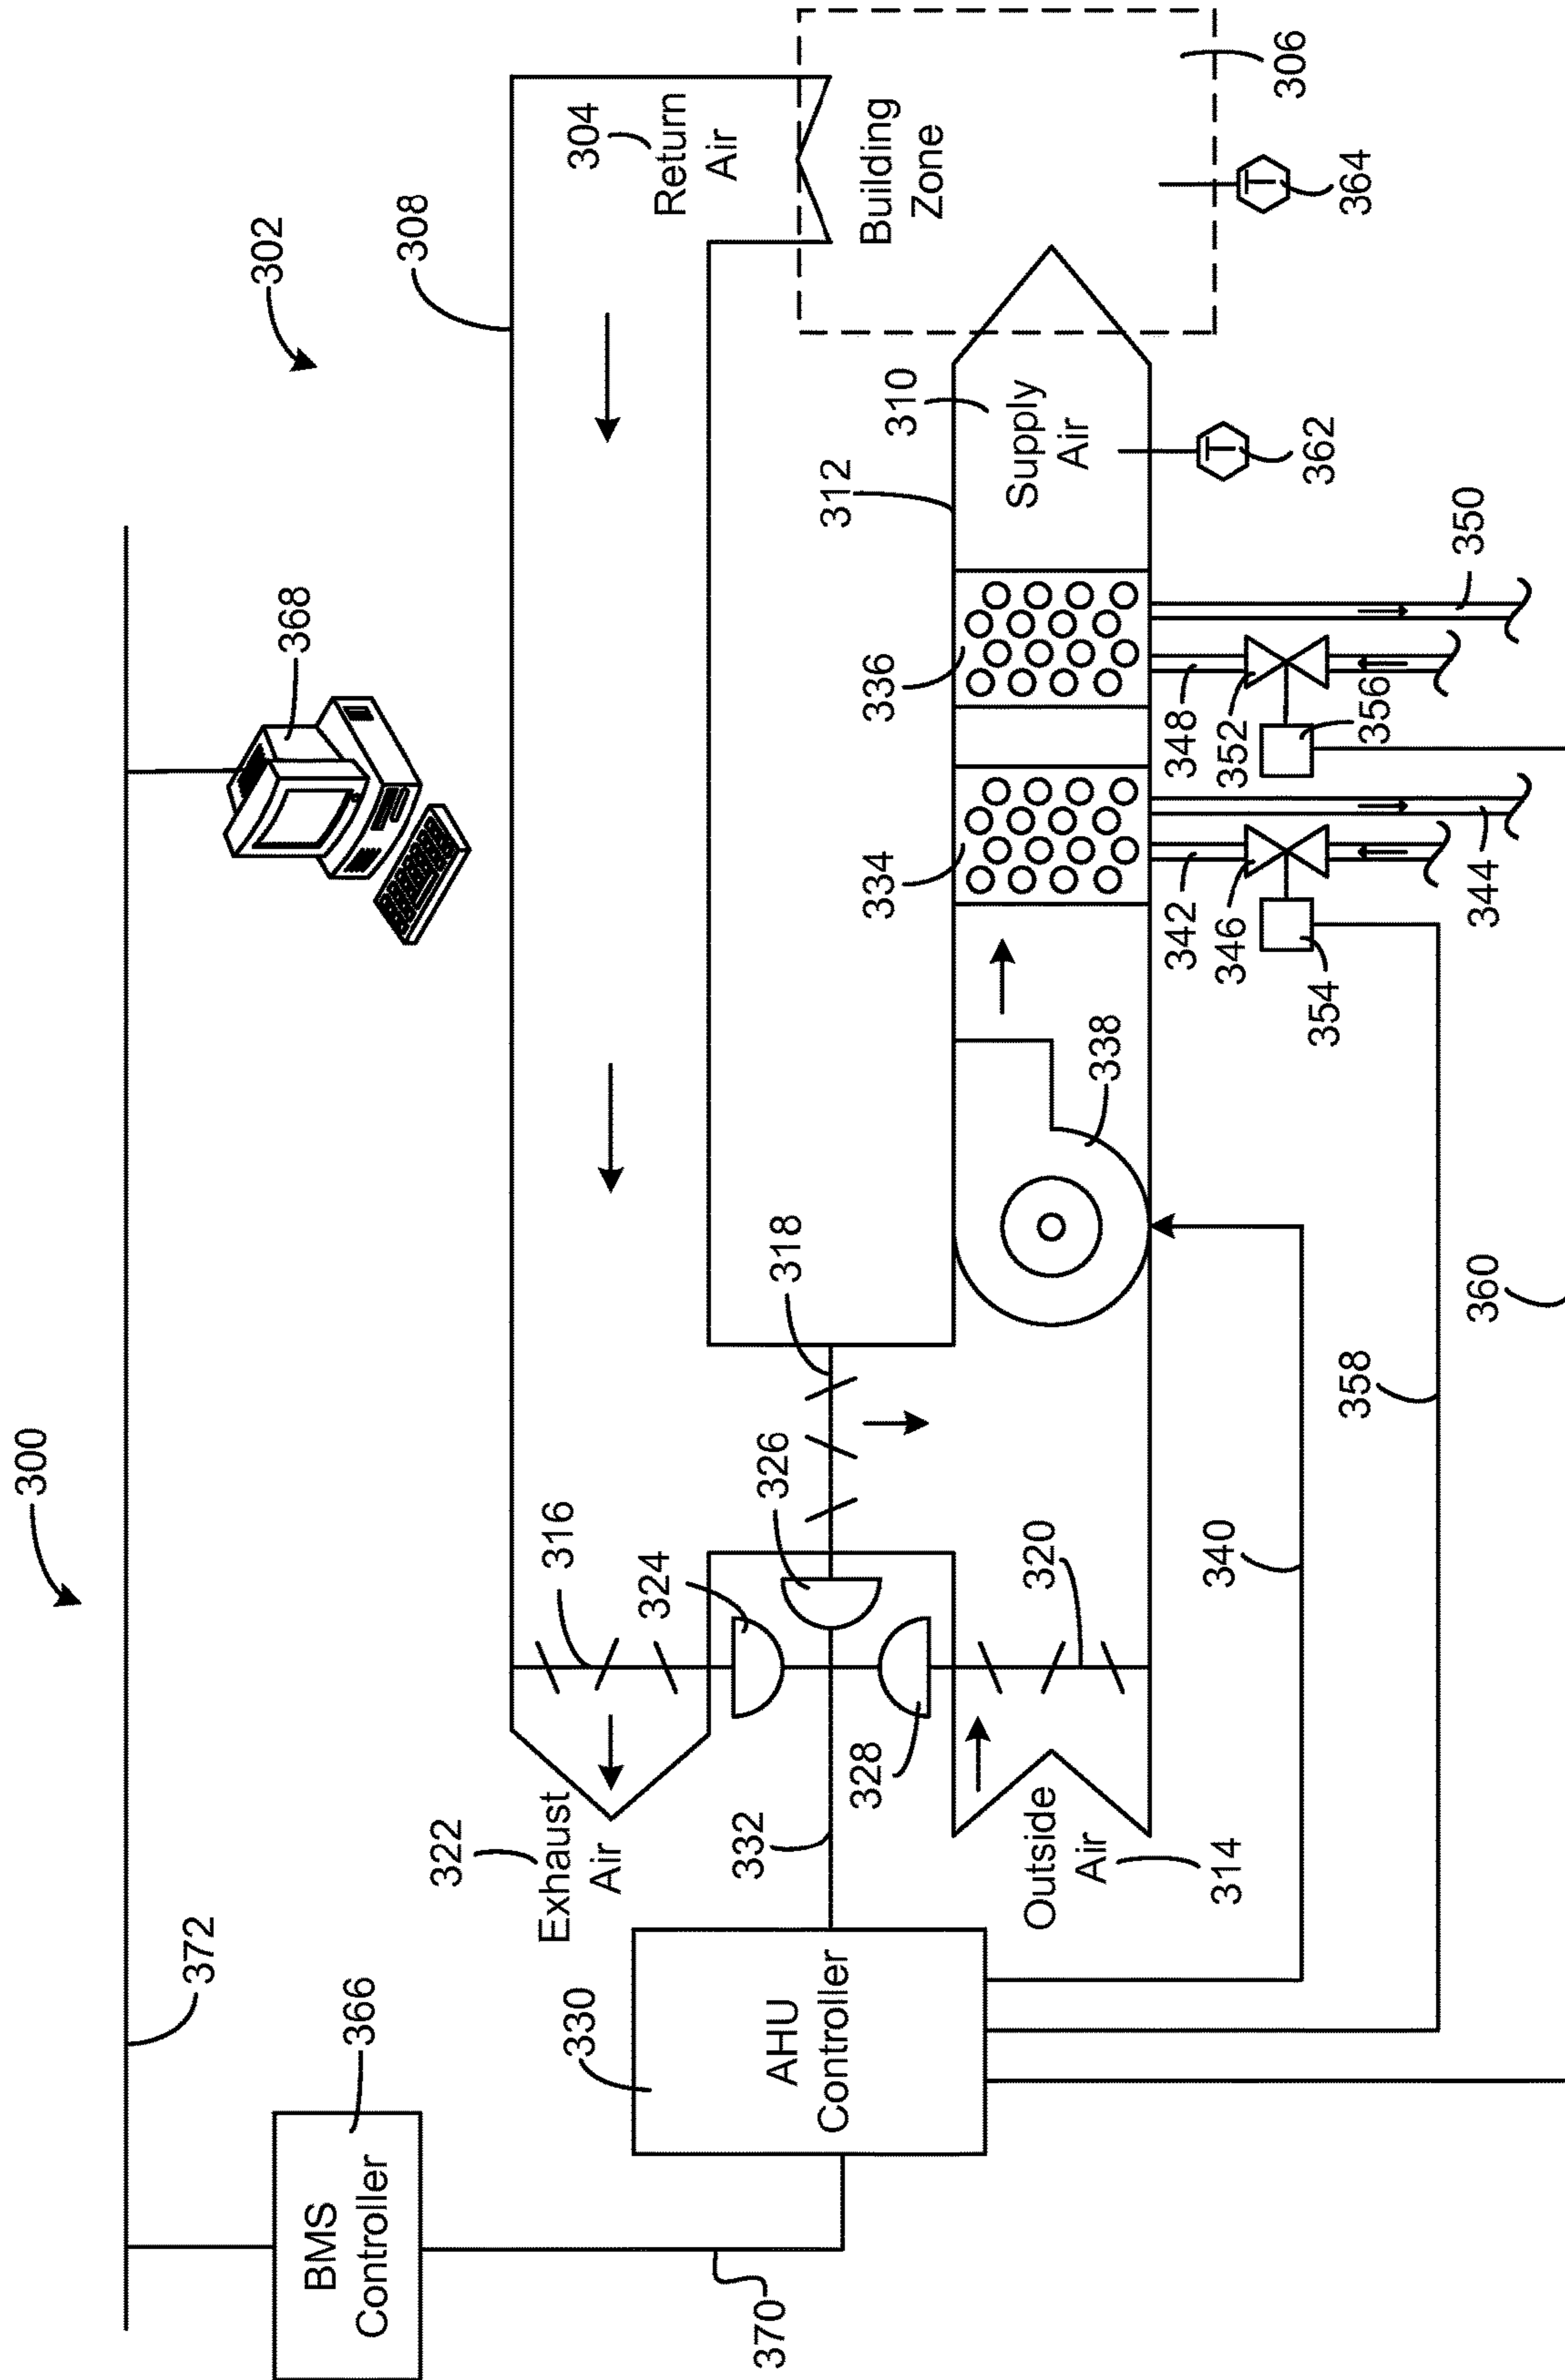 300
302
372
BMS
Controller
366
370
368
308
304
Return
Air
322
Exhaust
Air
316
324
326
318
332
328
330
AHU
Controller
Building
Zone
306
Outside
Air
314
320
338
340
334
336
312
310
Supply
Air
T
362
T
364
342
346
354
344
348
352
356
350
358
360